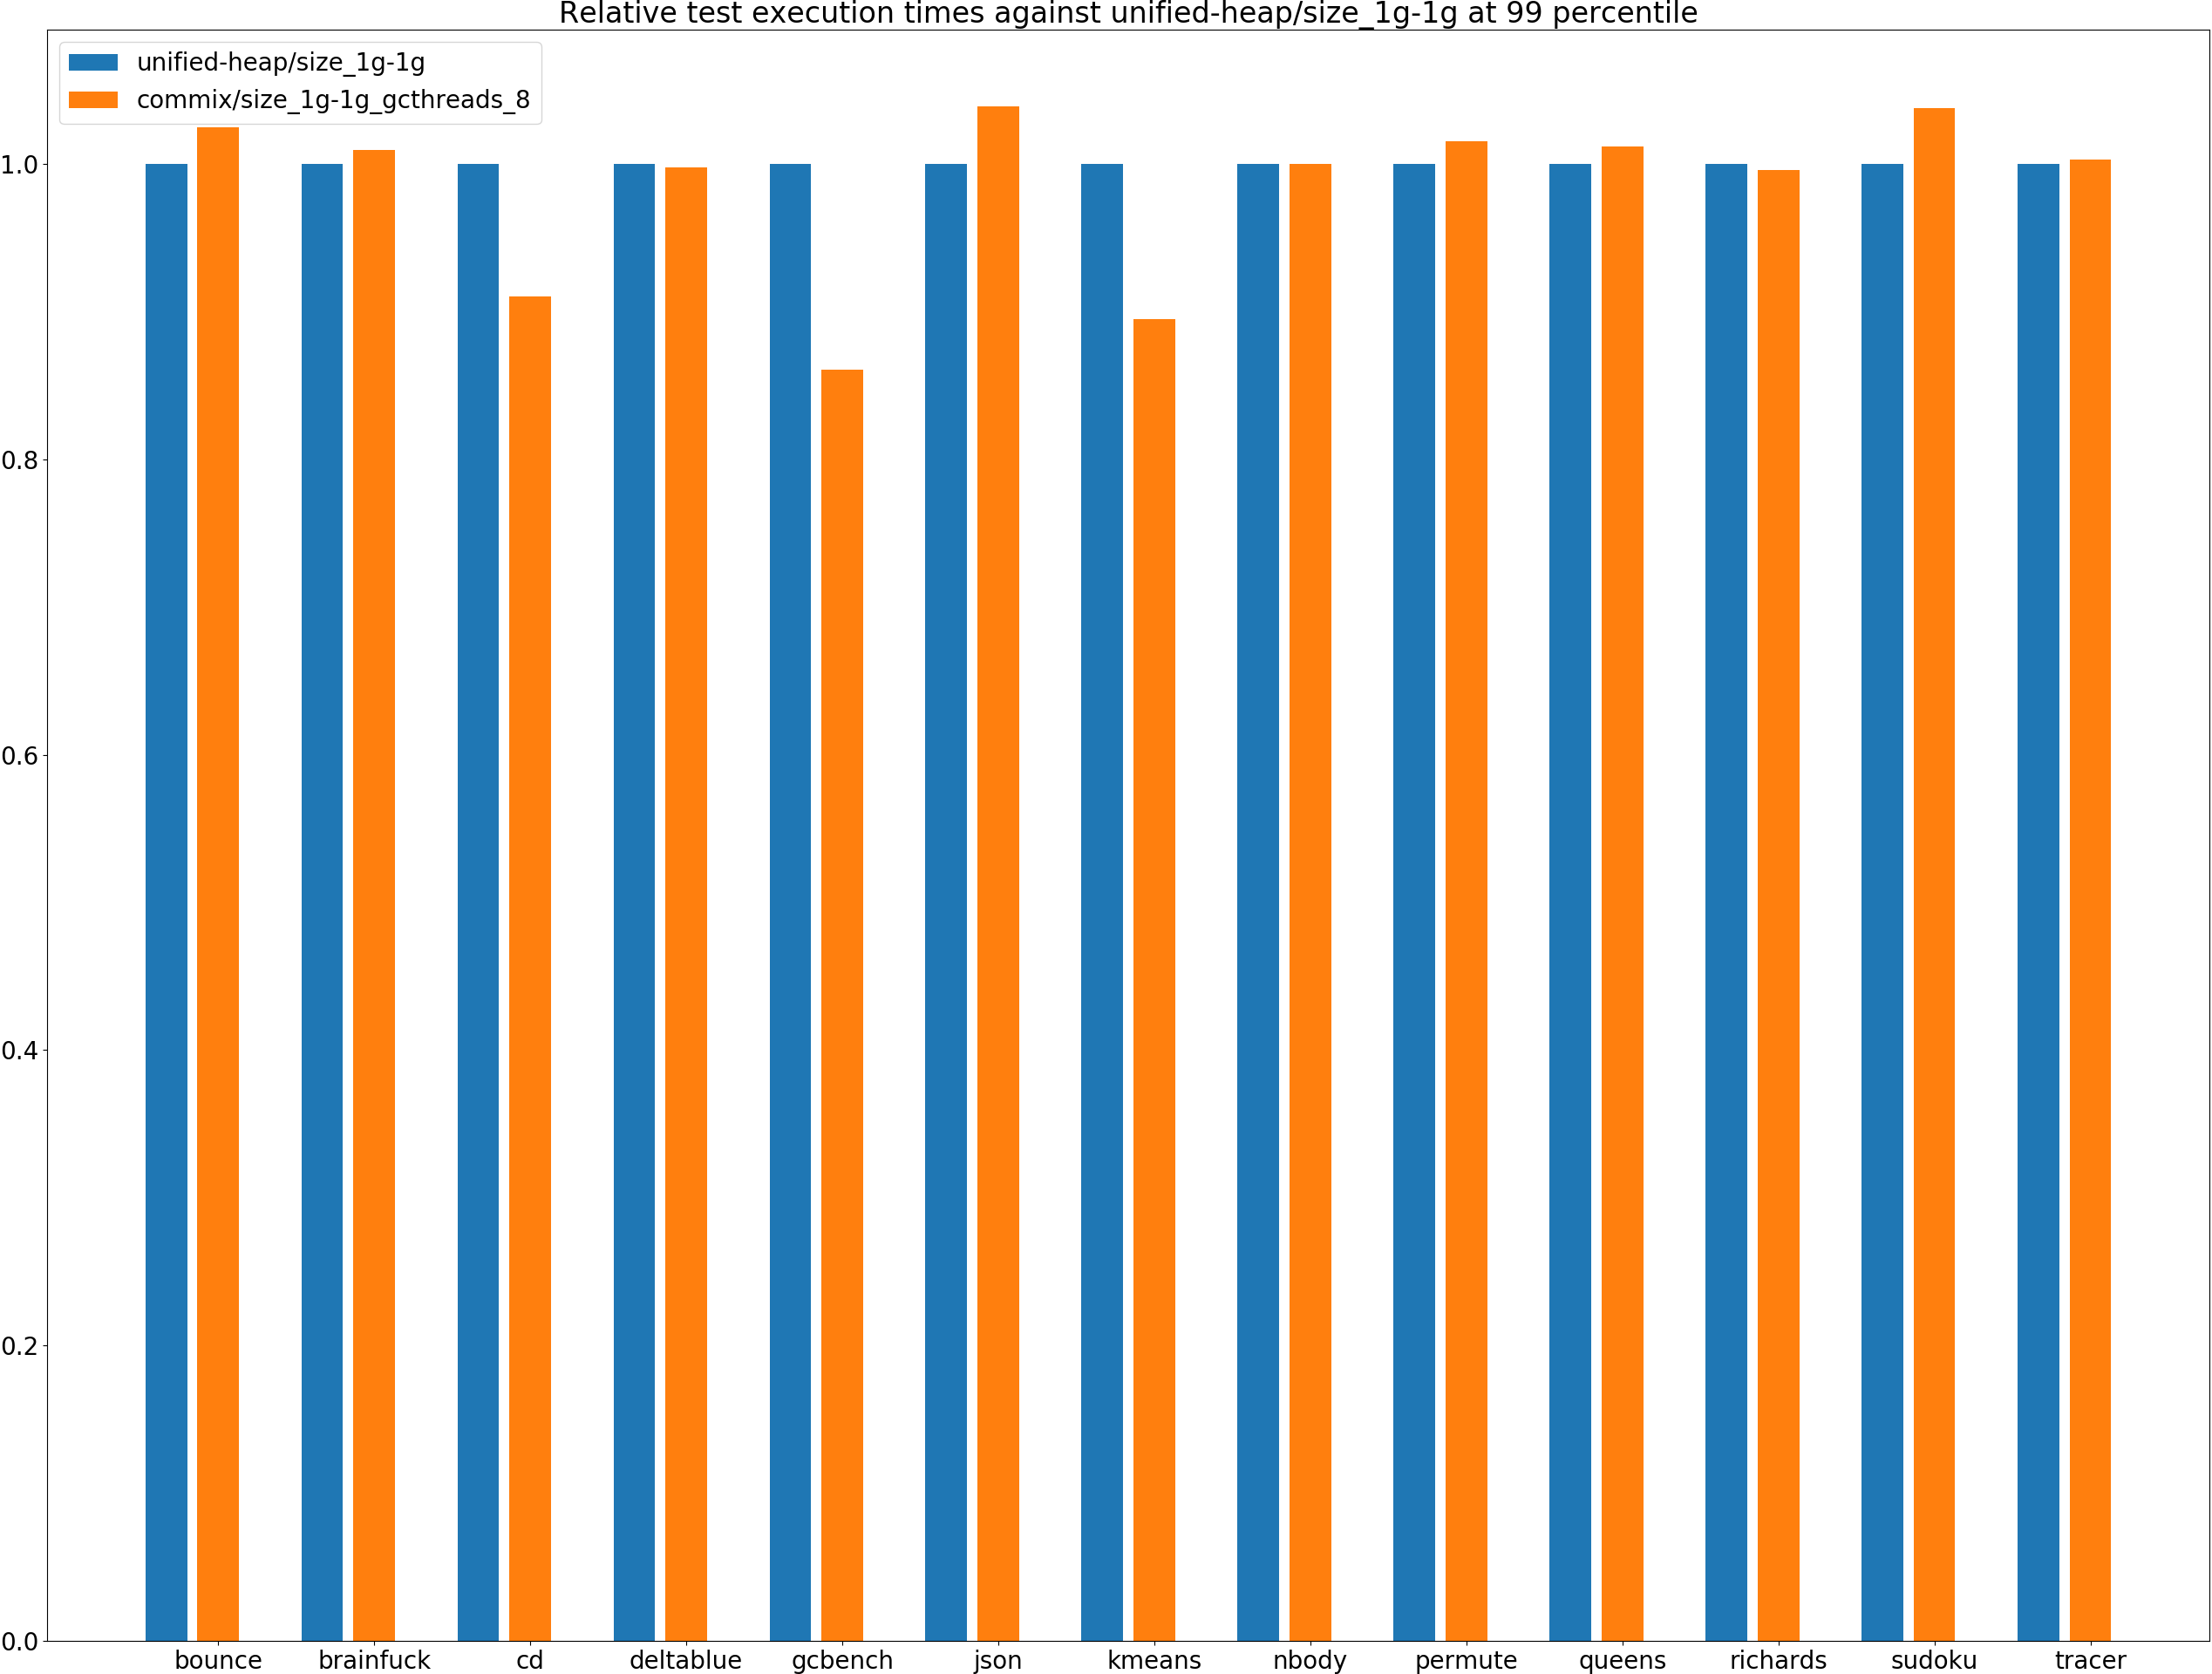 Relative test execution times against unified-heap/size_1g-1g at 99 percentile
unified-heap/size_1g-1g
commix/size_1g-1g_gcthreads_8
1.0
0.8
0.6
0.4
0.2
0.0
bounce brainfuck cd deltablue gcbench json kmeans nbody permute queens richards sudoku tracer